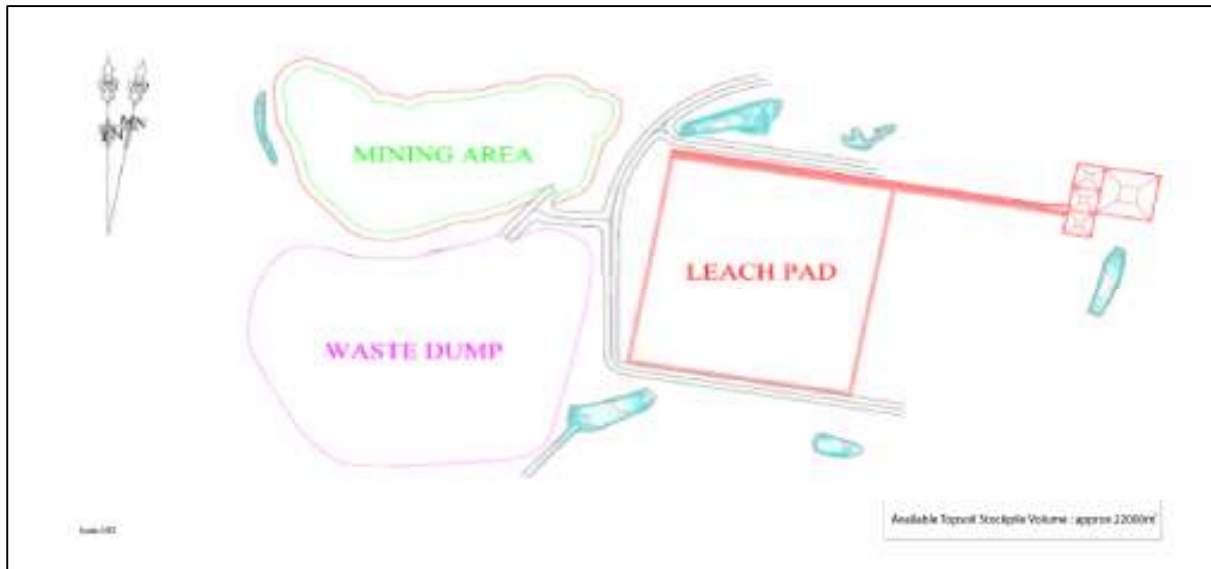 MINING AREA
LEACH PAD
WASTE DUMP
Available Topsoil Stockpile Volume : approx 22000m³